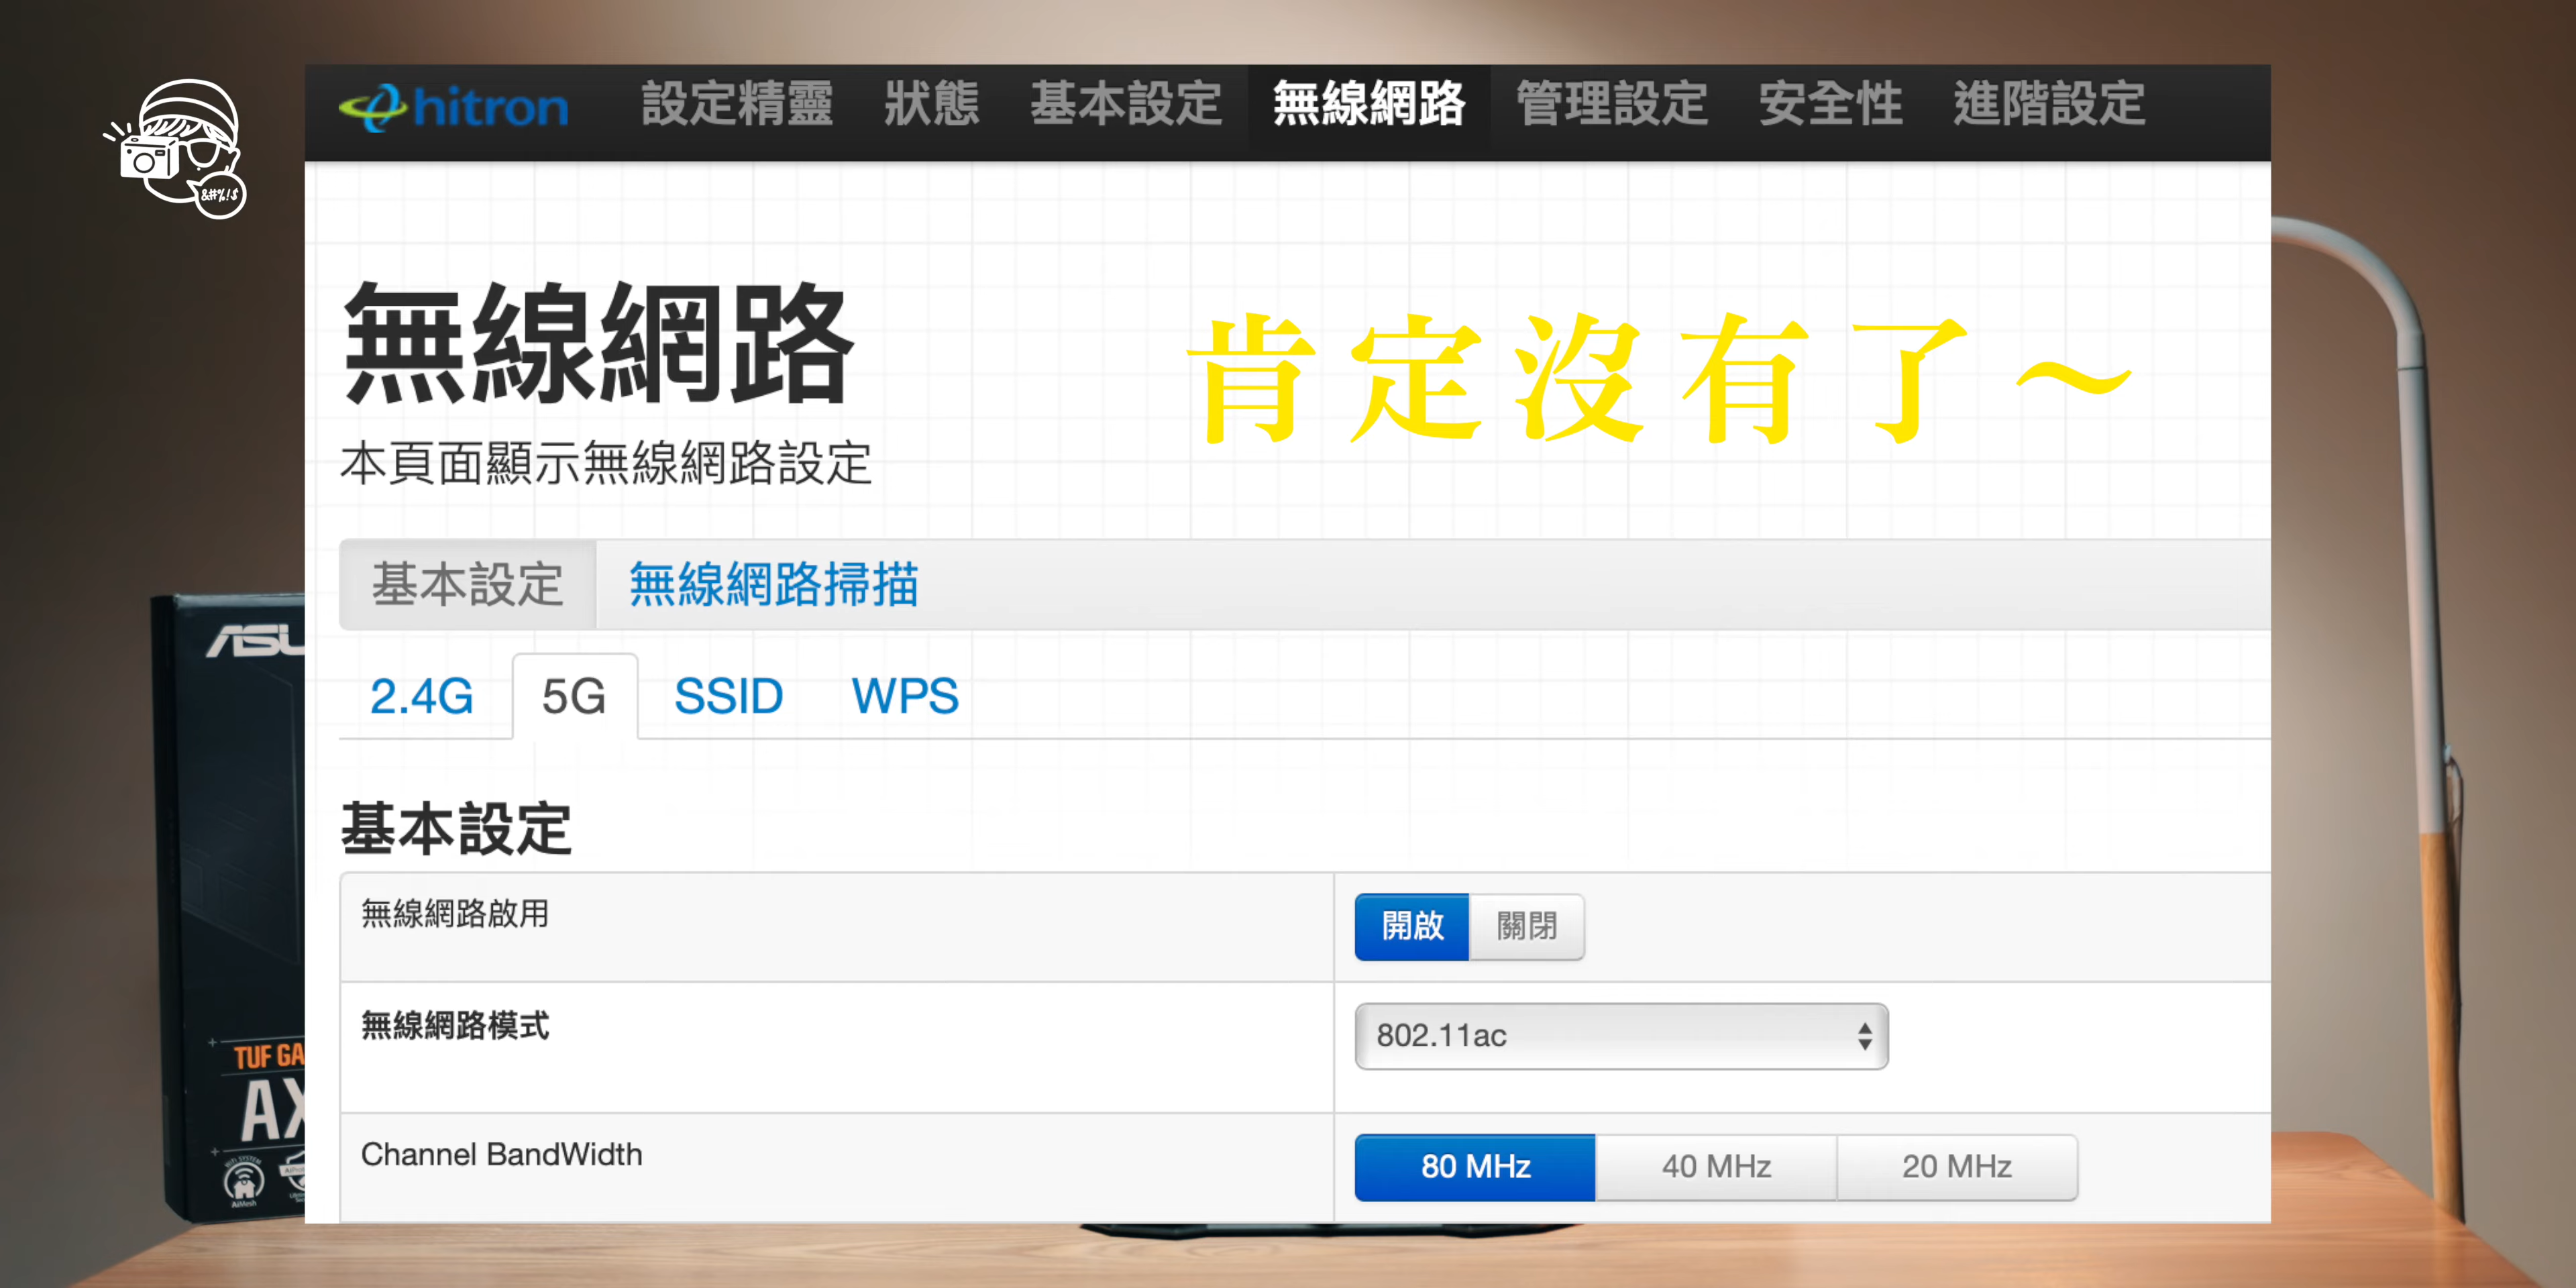 &#%!$
hitron 設定精靈 狀態 基本設定 無線網路 管理設定 安全性 進階設定
無線網路
肯定沒有了～
本頁面顯示無線網路設定
基本設定 無線網路掃描
2.4G 5G SSID WPS
基本設定
無線網路啟用 開啟 關閉
無線網路模式 802.11ac
Channel BandWidth 80 MHz 40 MHz 20 MHz
ASU
TUF GA
AX
AiMesh